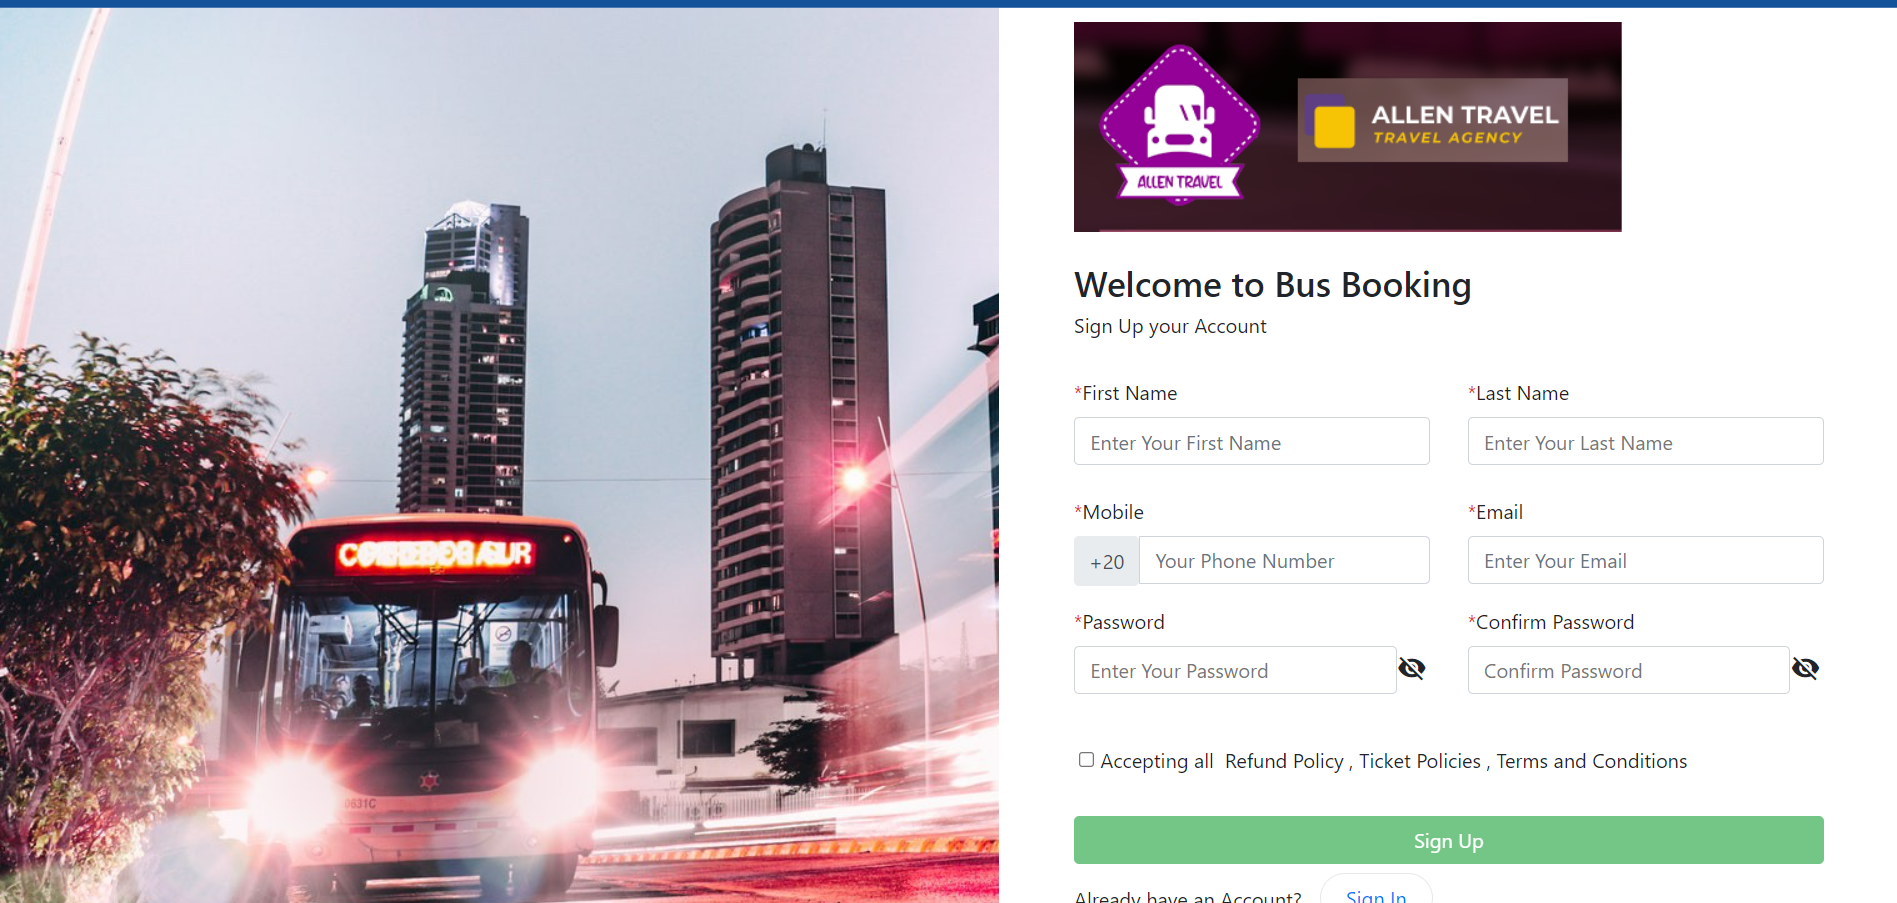 ALLEN TRAVEL
ALLEN TRAVEL
TRAVEL AGENCY
Welcome to Bus Booking
Sign Up your Account
*First Name
*Last Name
Enter Your First Name
Enter Your Last Name
*Mobile
*Email
+20
Your Phone Number
Enter Your Email
*Password
*Confirm Password
Enter Your Password
Confirm Password
Accepting all Refund Policy , Ticket Policies , Terms and Conditions
Sign Up
Already have an Account?
Sign In
0631C